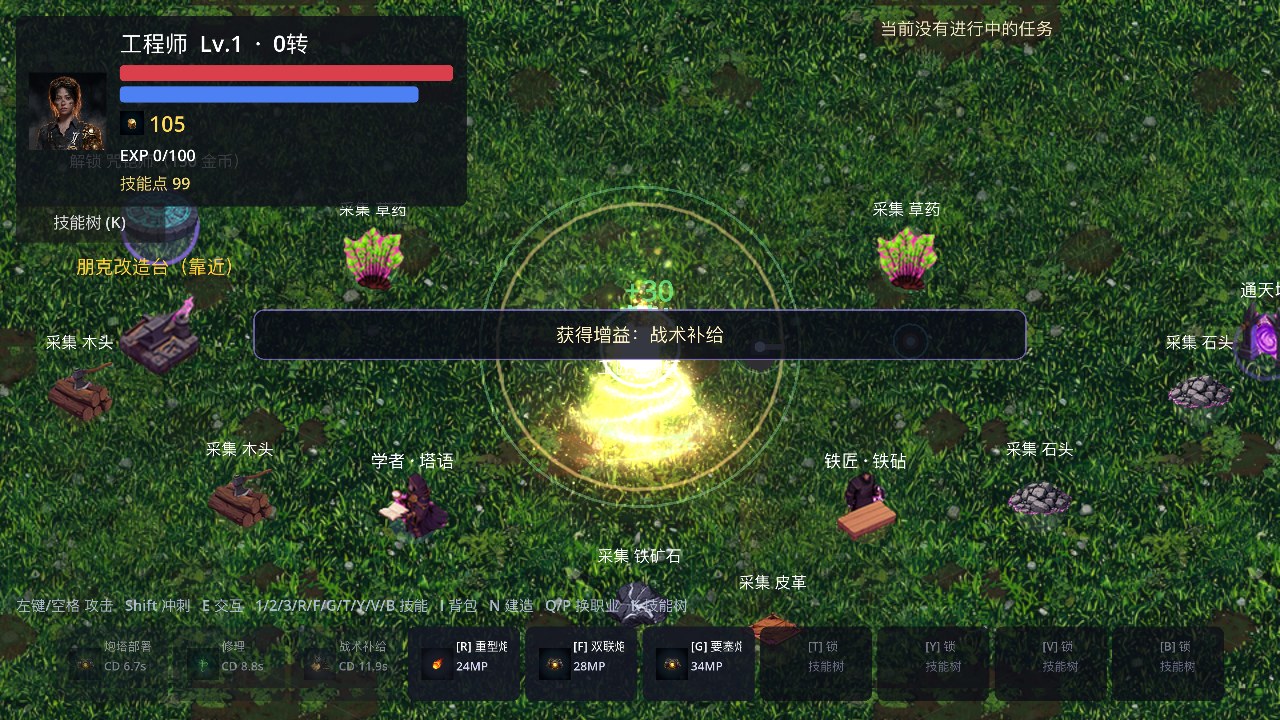 工程师 Lv.1 · 0转
当前没有进行中的任务
105
EXP 0/100
技能点 99
技能树 (K)
采集 草药
采集 草药
朋克改造台（靠近）
+30
获得增益：战术补给
采集 木头
采集 石头
采集 木头
学者·塔语
铁匠·铁砧
采集 石头
采集 铁矿石
采集 皮革
左键/空格 攻击 Shift 冲刺 E 交互 1/2/3/R/F/G/T/Y/V/B 技能 I 背包 N 建造 Q/P 换职业 K 技能树
炮塔部署
CD 6.7s
修理
CD 8.8s
战术补给
CD 11.9s
[R] 重型
24MP
[F] 双联
28MP
[G] 要塞
34MP
[T] 锁
技能树
[Y] 锁
技能树
[V] 锁
技能树
[B] 锁
技能树